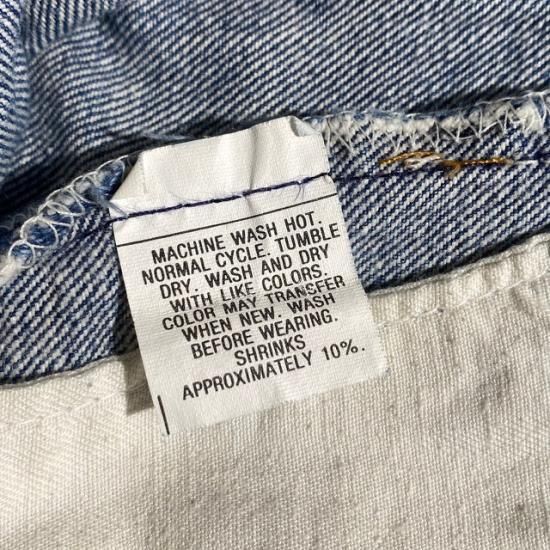 MACHINE WASH HOT.
NORMAL CYCLE. TUMBLE
DRY. WASH AND DRY
WITH LIKE COLORS.
COLOR MAY TRANSFER
WHEN NEW. WASH
BEFORE WEARING.
SHRINKS
APPROXIMATELY 10%.